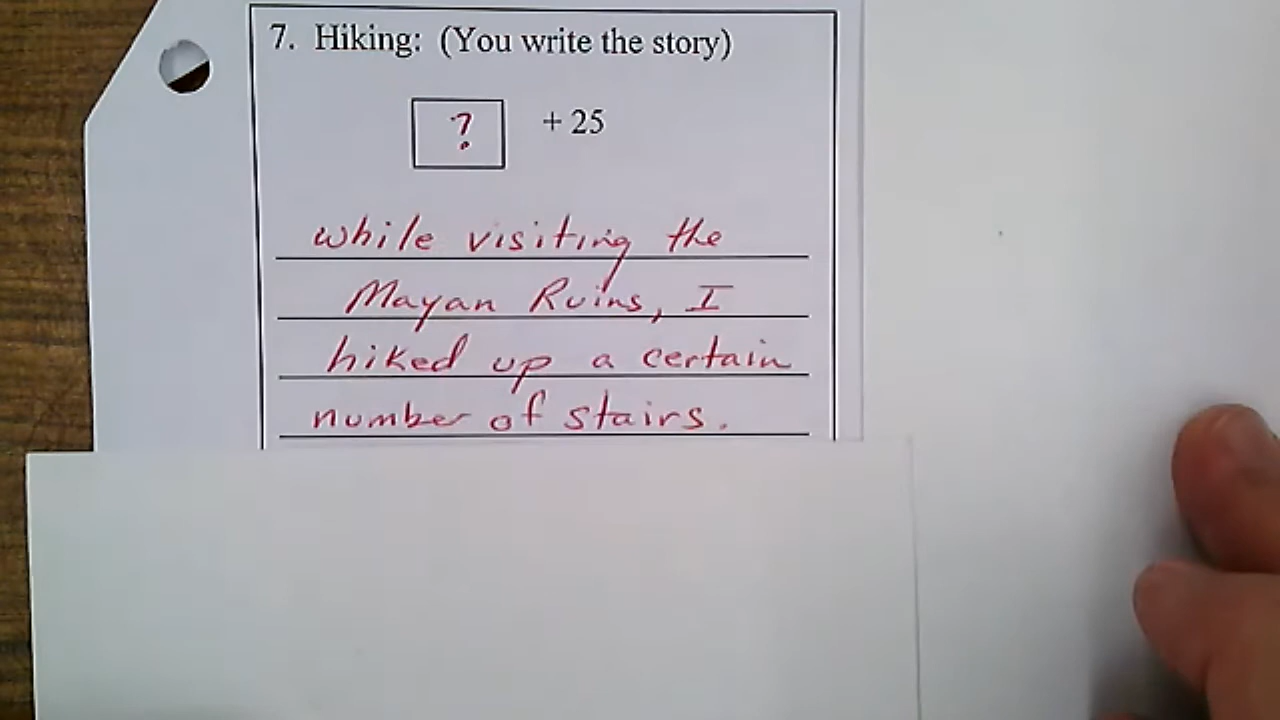 7. Hiking: (You write the story)
? + 25
while visiting the
Mayan Ruins, I
hiked up a certain
number of stairs.